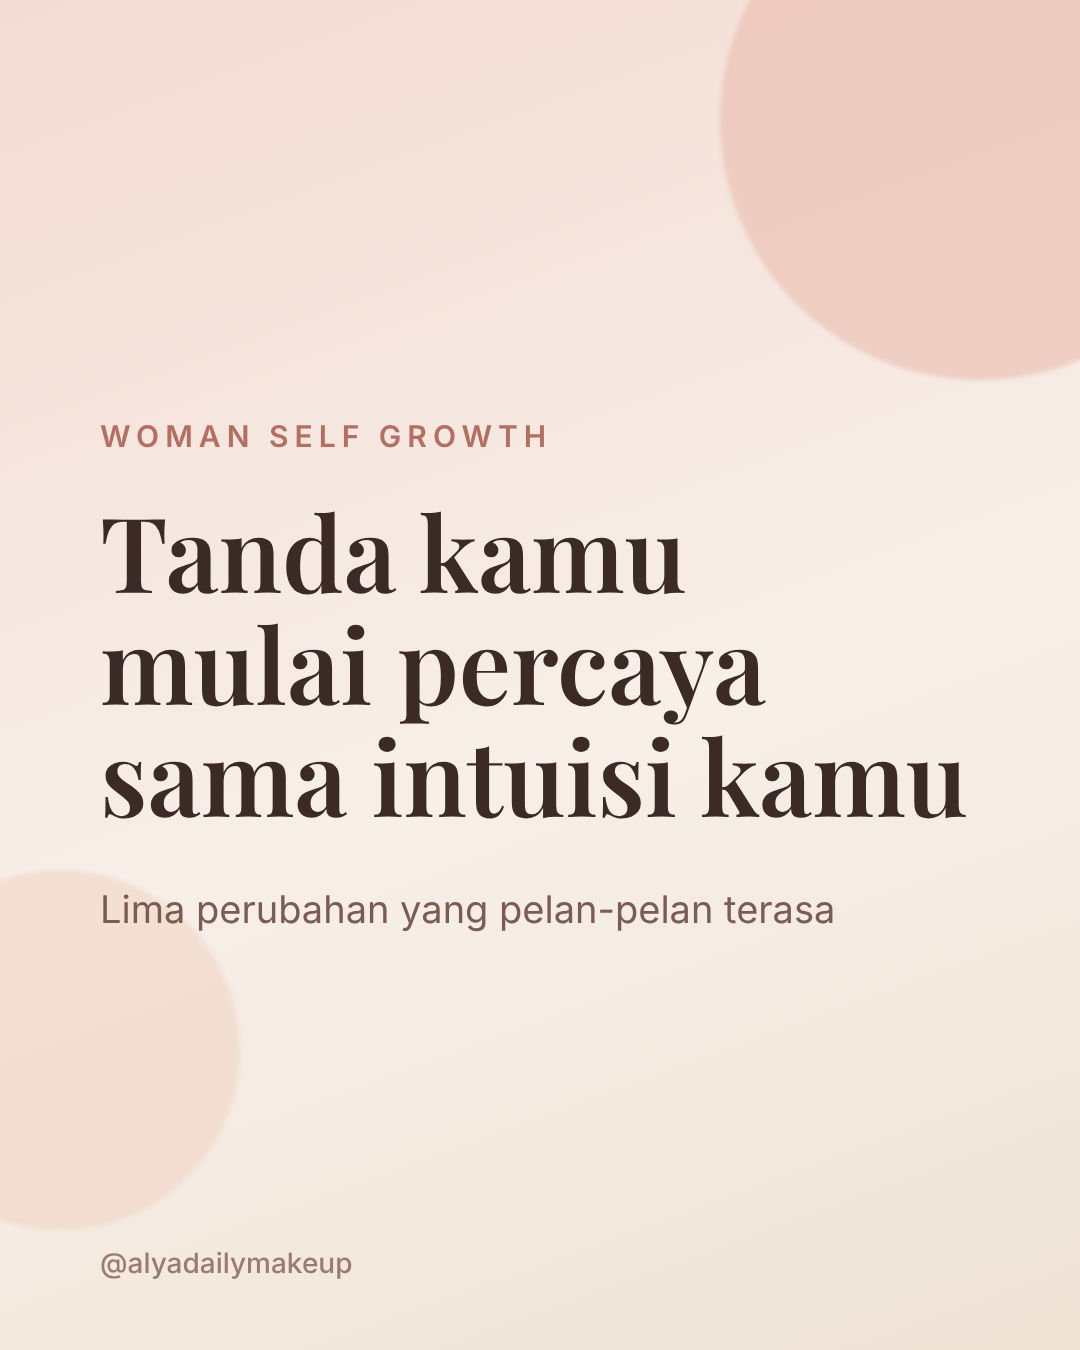 WOMAN SELF GROWTH
Tanda kamu
mulai percaya
sama intuisi kamu
Lima perubahan yang pelan-pelan terasa
@alyadailymakeup